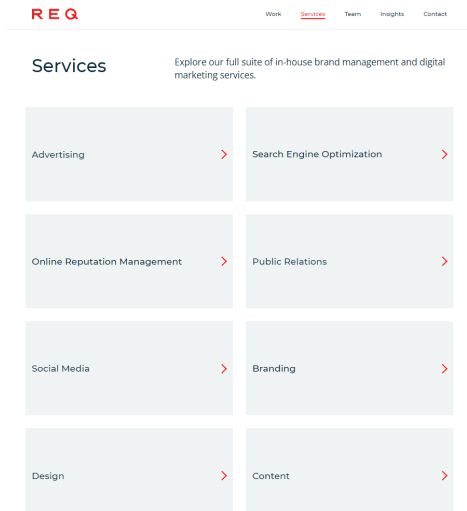 REQ
Work Services Team Insights Contact
Services
Explore our full suite of in-house brand management and digital
marketing services.
Advertising
Search Engine Optimization
Online Reputation Management
Public Relations
Social Media
Branding
Design
Content